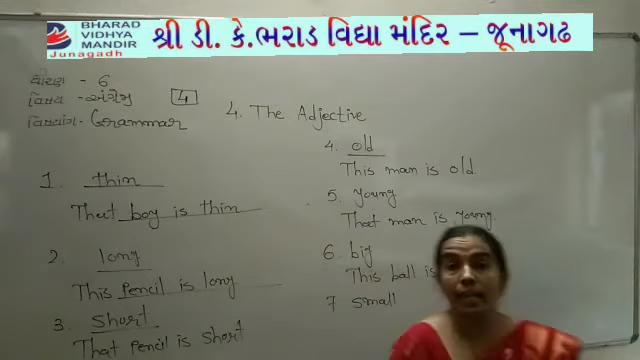 BHARAD
VIDHYA
MANDIR
Junagadh
શ્રી ડી. કે.ભરાડ વિદ્યા મંદિર – જૂનાગઢ
ધોરણ - 6
વિષય - અંગ્રેજી
4
વિષયાંગ - Grammar
4. The Adjective
1. thin
That boy is thin
2. long
This Pencil is long
3. Short
That Pencil is Short
4. old
This man is old
5. young
That man is young.
6 big
This ball is
7 small